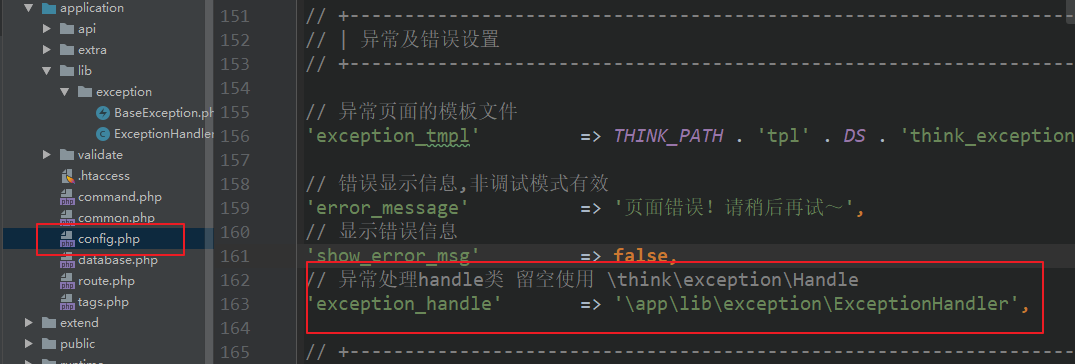 application
api
extra
lib
exception
BaseException.ph
ExceptionHandler
validate
.htaccess
command.php
common.php
config.php
database.php
route.php
tags.php
extend
public
runtime
151 // +----------------------------------------------------------------------
152 // | 异常及错误设置
153 // +----------------------------------------------------------------------
154
155 // 异常页面的模板文件
156 'exception_tmpl' => THINK_PATH . 'tpl' . DS . 'think_exception
157
158 // 错误显示信息,非调试模式有效
159 'error_message' => '页面错误！请稍后再试～',
160 // 显示错误信息
161 'show_error_msg' => false,
162 // 异常处理handle类 留空使用 \think\exception\Handle
163 'exception_handle' => '\app\lib\exception\ExceptionHandler',
164
165 // +----------------------------------------------------------------------